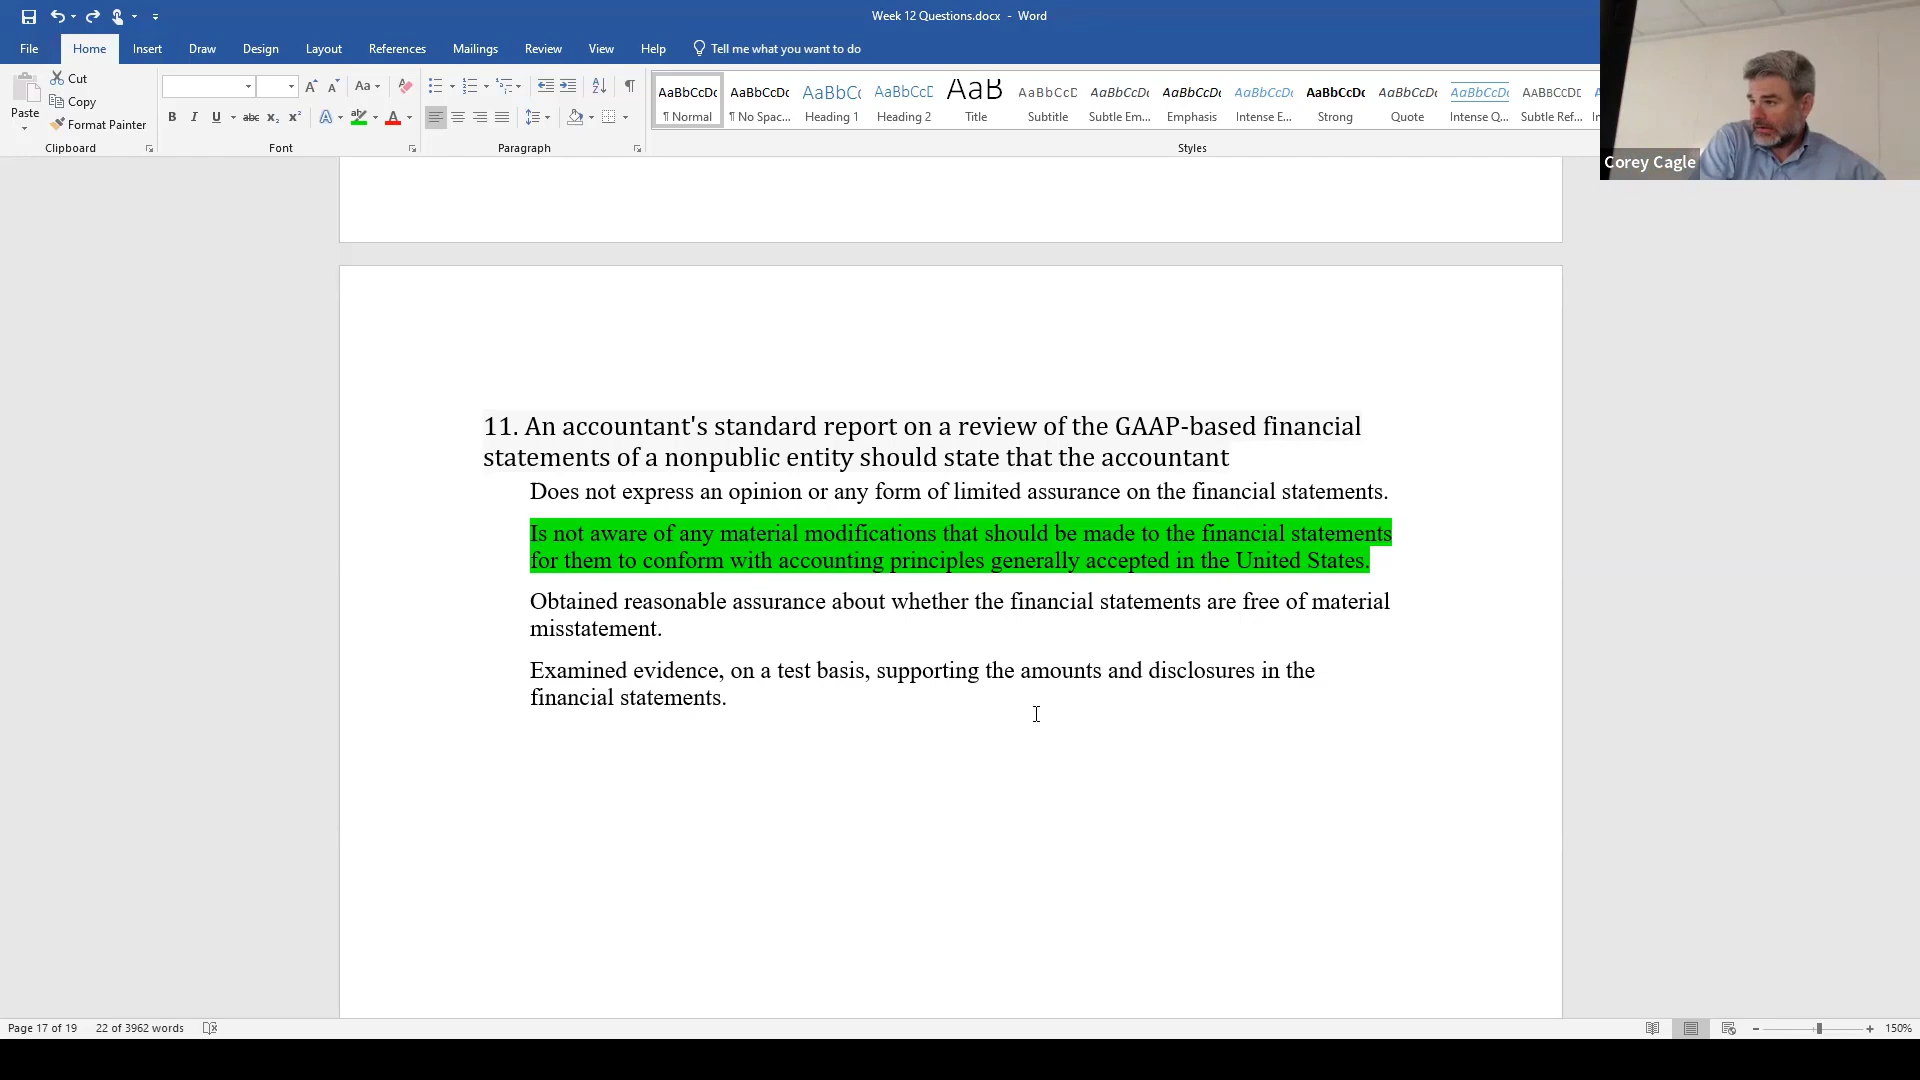 Week 12 Questions.docx - Word
File Home Insert Draw Design Layout References Mailings Review View Help Tell me what you want to do
Corey Cagle
Paste
Cut
Copy
Format Painter
Clipboard
Aa
B I U abc x₂ x² A ab A
Font
Paragraph
AaBbCcDc AaBbCcDc AaBbC( AaBbCcD AaB AaBbCcD AaBbCcDc AaBbCcDc AaBbCcDc AaBbCcDc AaBbCcDc AaBbCcDc AABBCCDD
¶ Normal ¶ No Spac... Heading 1 Heading 2 Title Subtitle Subtle Em... Emphasis Intense E... Strong Quote Intense Q... Subtle Ref...
Styles
11. An accountant's standard report on a review of the GAAP-based financial
statements of a nonpublic entity should state that the accountant
Does not express an opinion or any form of limited assurance on the financial statements.
Is not aware of any material modifications that should be made to the financial statements
for them to conform with accounting principles generally accepted in the United States.
Obtained reasonable assurance about whether the financial statements are free of material
misstatement.
Examined evidence, on a test basis, supporting the amounts and disclosures in the
financial statements.
Page 17 of 19 22 of 3962 words
150%